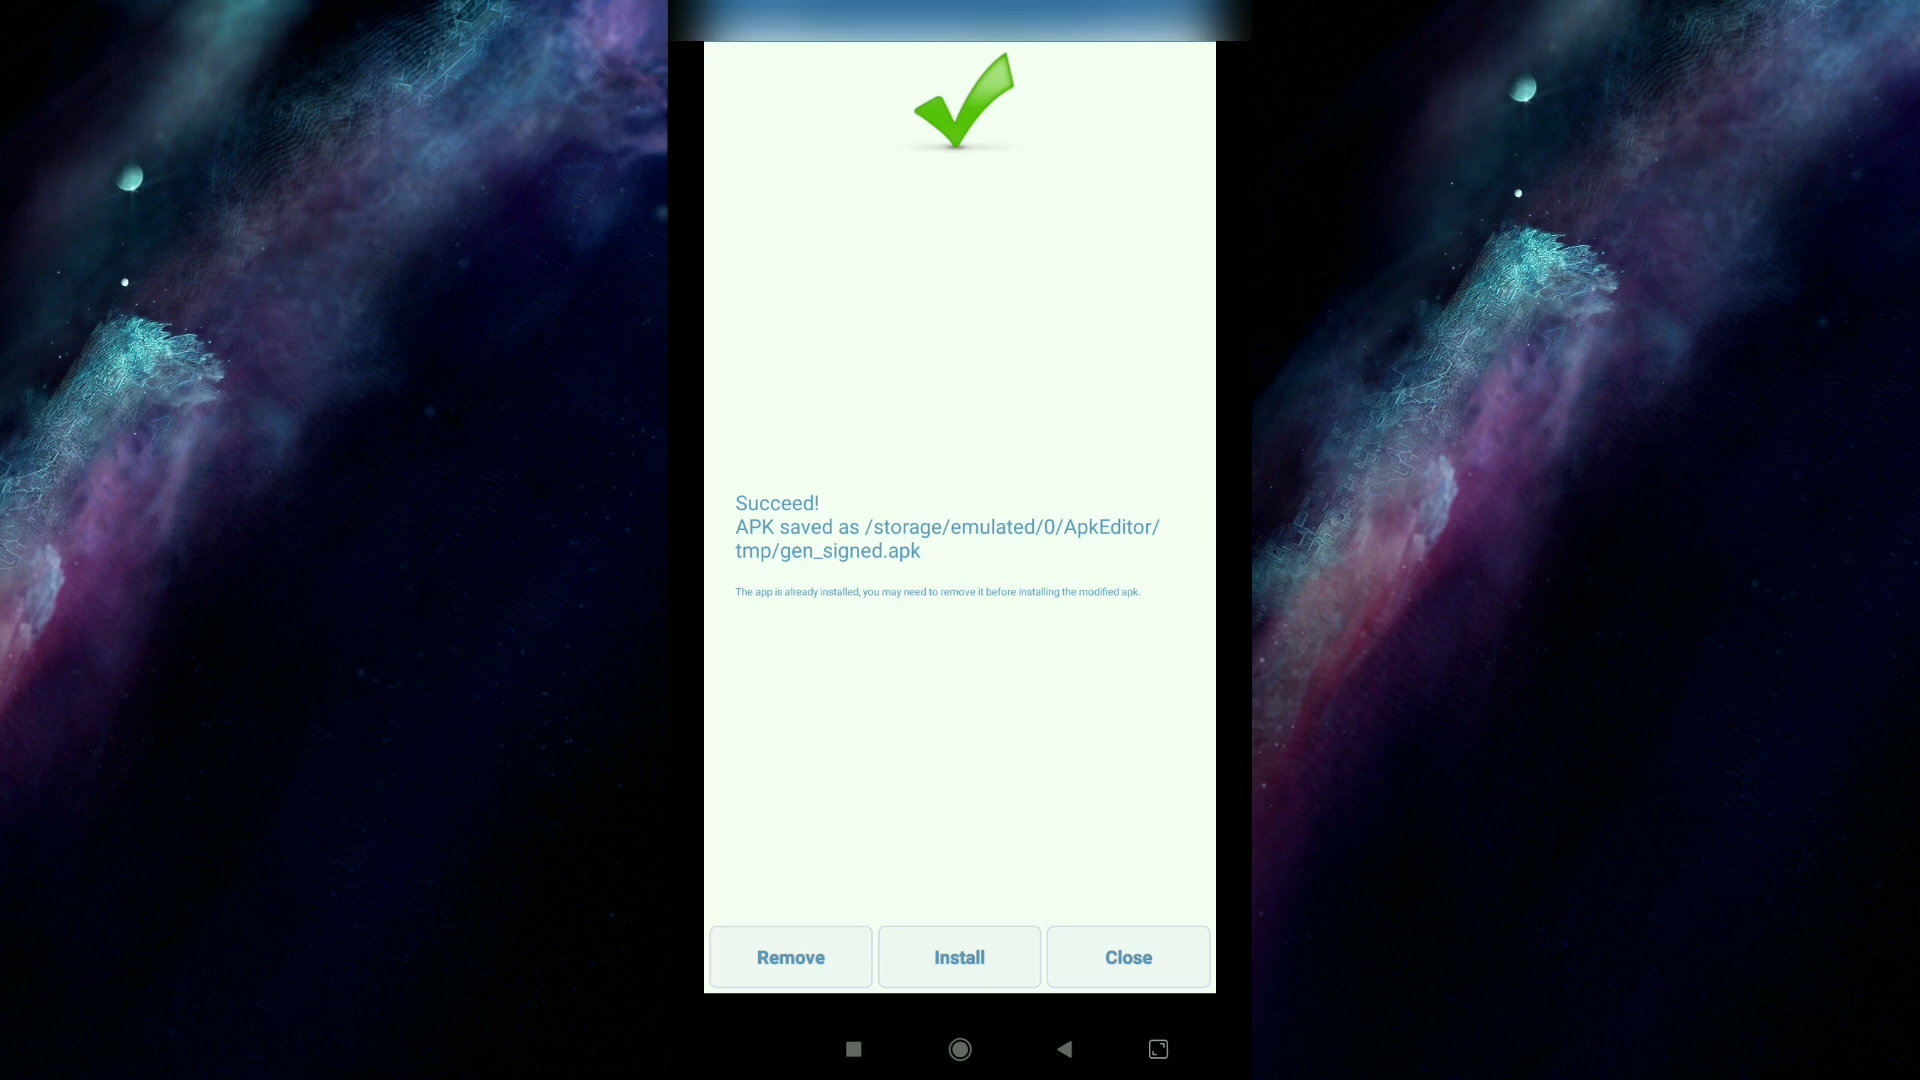 Succeed!
APK saved as /storage/emulated/0/ApkEditor/
tmp/gen_signed.apk
The app is already installed, you may need to remove it before installing the modified apk.
Remove
Install
Close